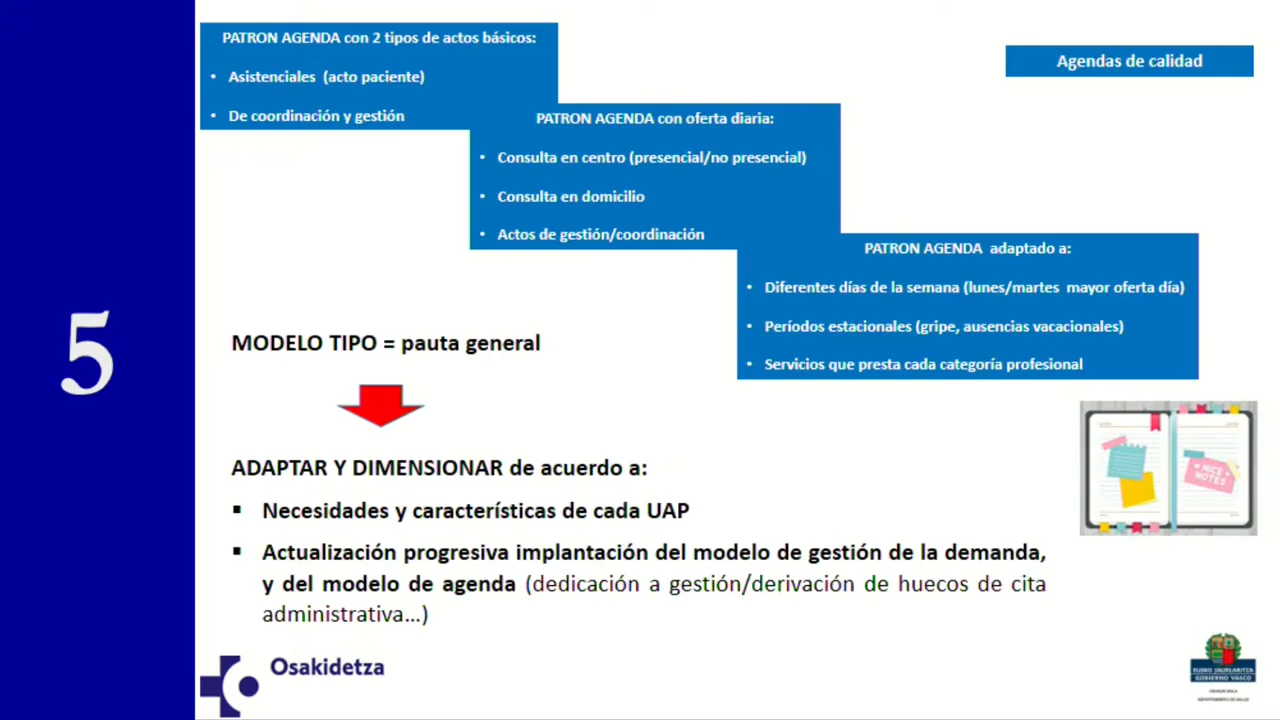 PATRON AGENDA con 2 tipos de actos básicos:
• Asistenciales (acto paciente)
• De coordinación y gestión
Agendas de calidad
PATRON AGENDA con oferta diaria:
• Consulta en centro (presencial/no presencial)
• Consulta en domicilio
• Actos de gestión/coordinación
PATRON AGENDA adaptado a:
• Diferentes días de la semana (lunes/martes mayor oferta día)
• Períodos estacionales (gripe, ausencias vacacionales)
• Servicios que presta cada categoría profesional
5
MODELO TIPO = pauta general
ADAPTAR Y DIMENSIONAR de acuerdo a:
▪ Necesidades y características de cada UAP
▪ Actualización progresiva implantación del modelo de gestión de la demanda,
y del modelo de agenda (dedicación a gestión/derivación de huecos de cita
administrativa...)
NICE
NOTES
Osakidetza
EUSKO JAURLARITZA
GOBIERNO VASCO
DEPARTAMENTO DE SALUD